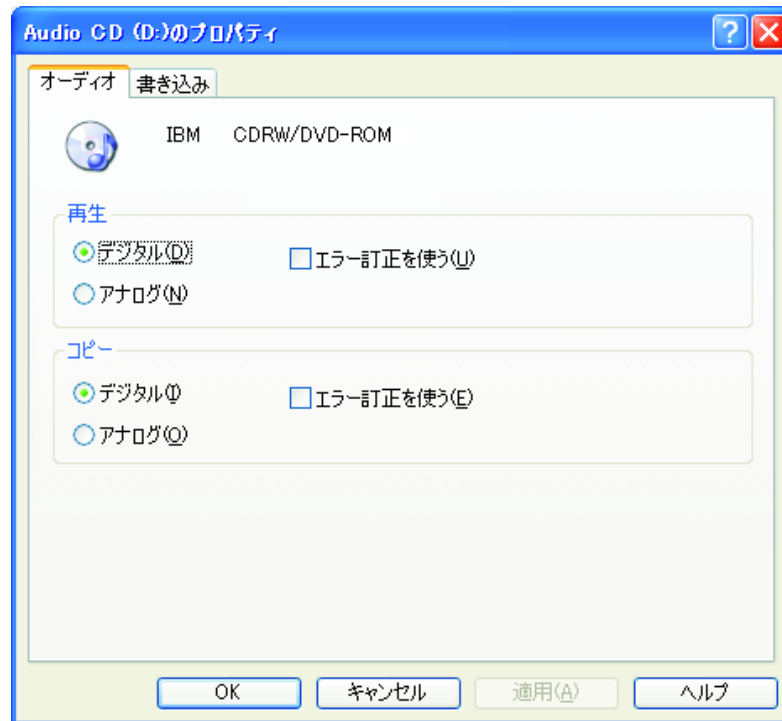 Audio CD (D:)のプロパティ
オーディオ 書き込み
IBM CDRW/DVD-ROM
再生
デジタル(D) エラー訂正を使う(U)
アナログ(N)
コピー
デジタル(I) エラー訂正を使う(E)
アナログ(O)
OK キャンセル 適用(A) ヘルプ